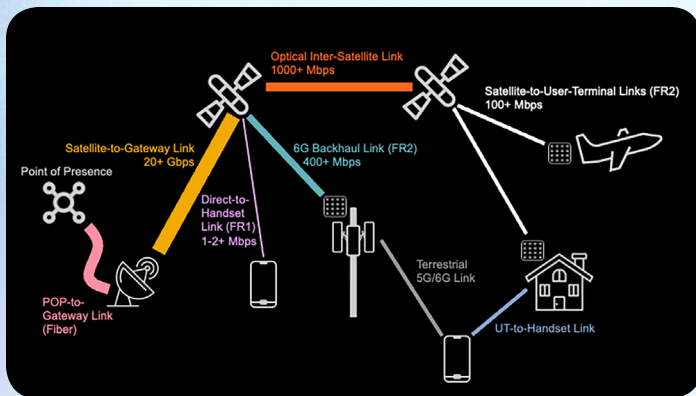 Optical Inter-Satellite Link
1000+ Mbps
Satellite-to-User-Terminal Links (FR2)
100+ Mbps
Satellite-to-Gateway Link
20+ Gbps
6G Backhaul Link (FR2)
400+ Mbps
Point of Presence
Direct-to-
Handset
Link (FR1)
1-2+ Mbps
Terrestrial
5G/6G Link
POP-to-
Gateway Link
(Fiber)
UT-to-Handset Link